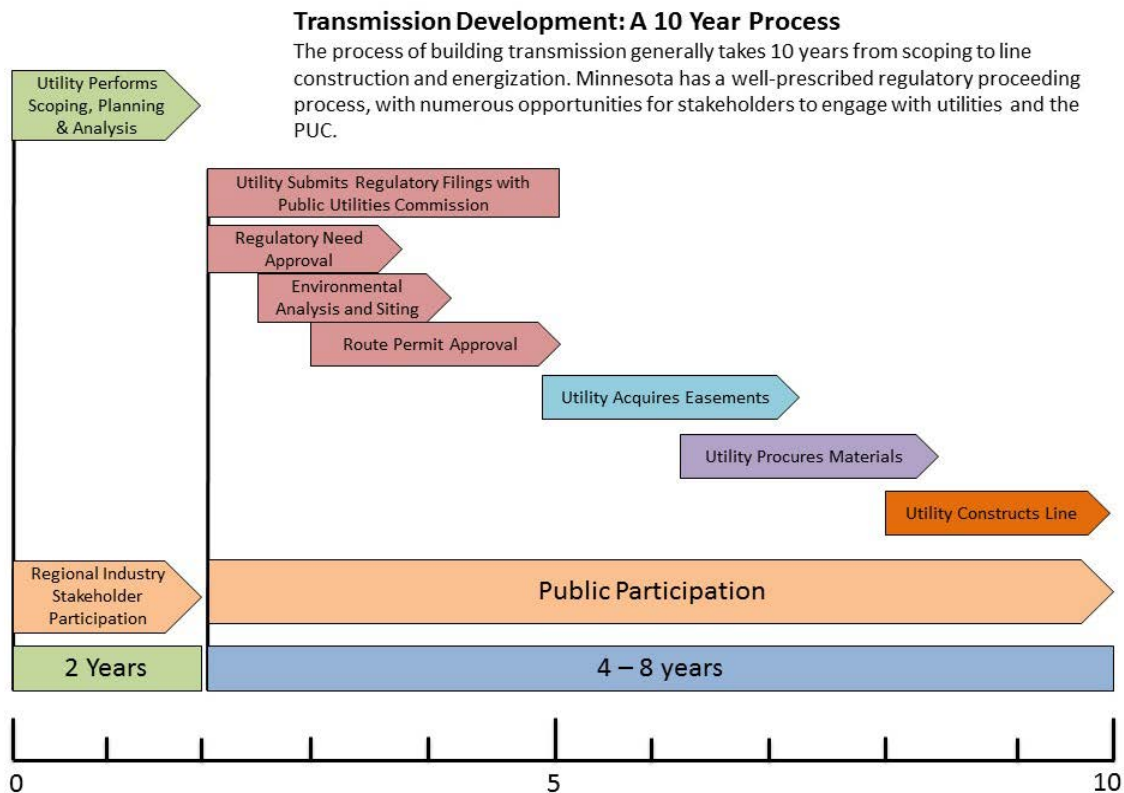 Transmission Development: A 10 Year Process
The process of building transmission generally takes 10 years from scoping to line
construction and energization. Minnesota has a well-prescribed regulatory proceeding
process, with numerous opportunities for stakeholders to engage with utilities and the
PUC.
Utility Performs
Scoping, Planning
& Analysis
Utility Submits Regulatory Filings with
Public Utilities Commission
Regulatory Need
Approval
Environmental
Analysis and Siting
Route Permit Approval
Utility Acquires Easements
Utility Procures Materials
Utility Constructs Line
Regional Industry
Stakeholder
Participation
Public Participation
2 Years
4 – 8 years
0
5
10